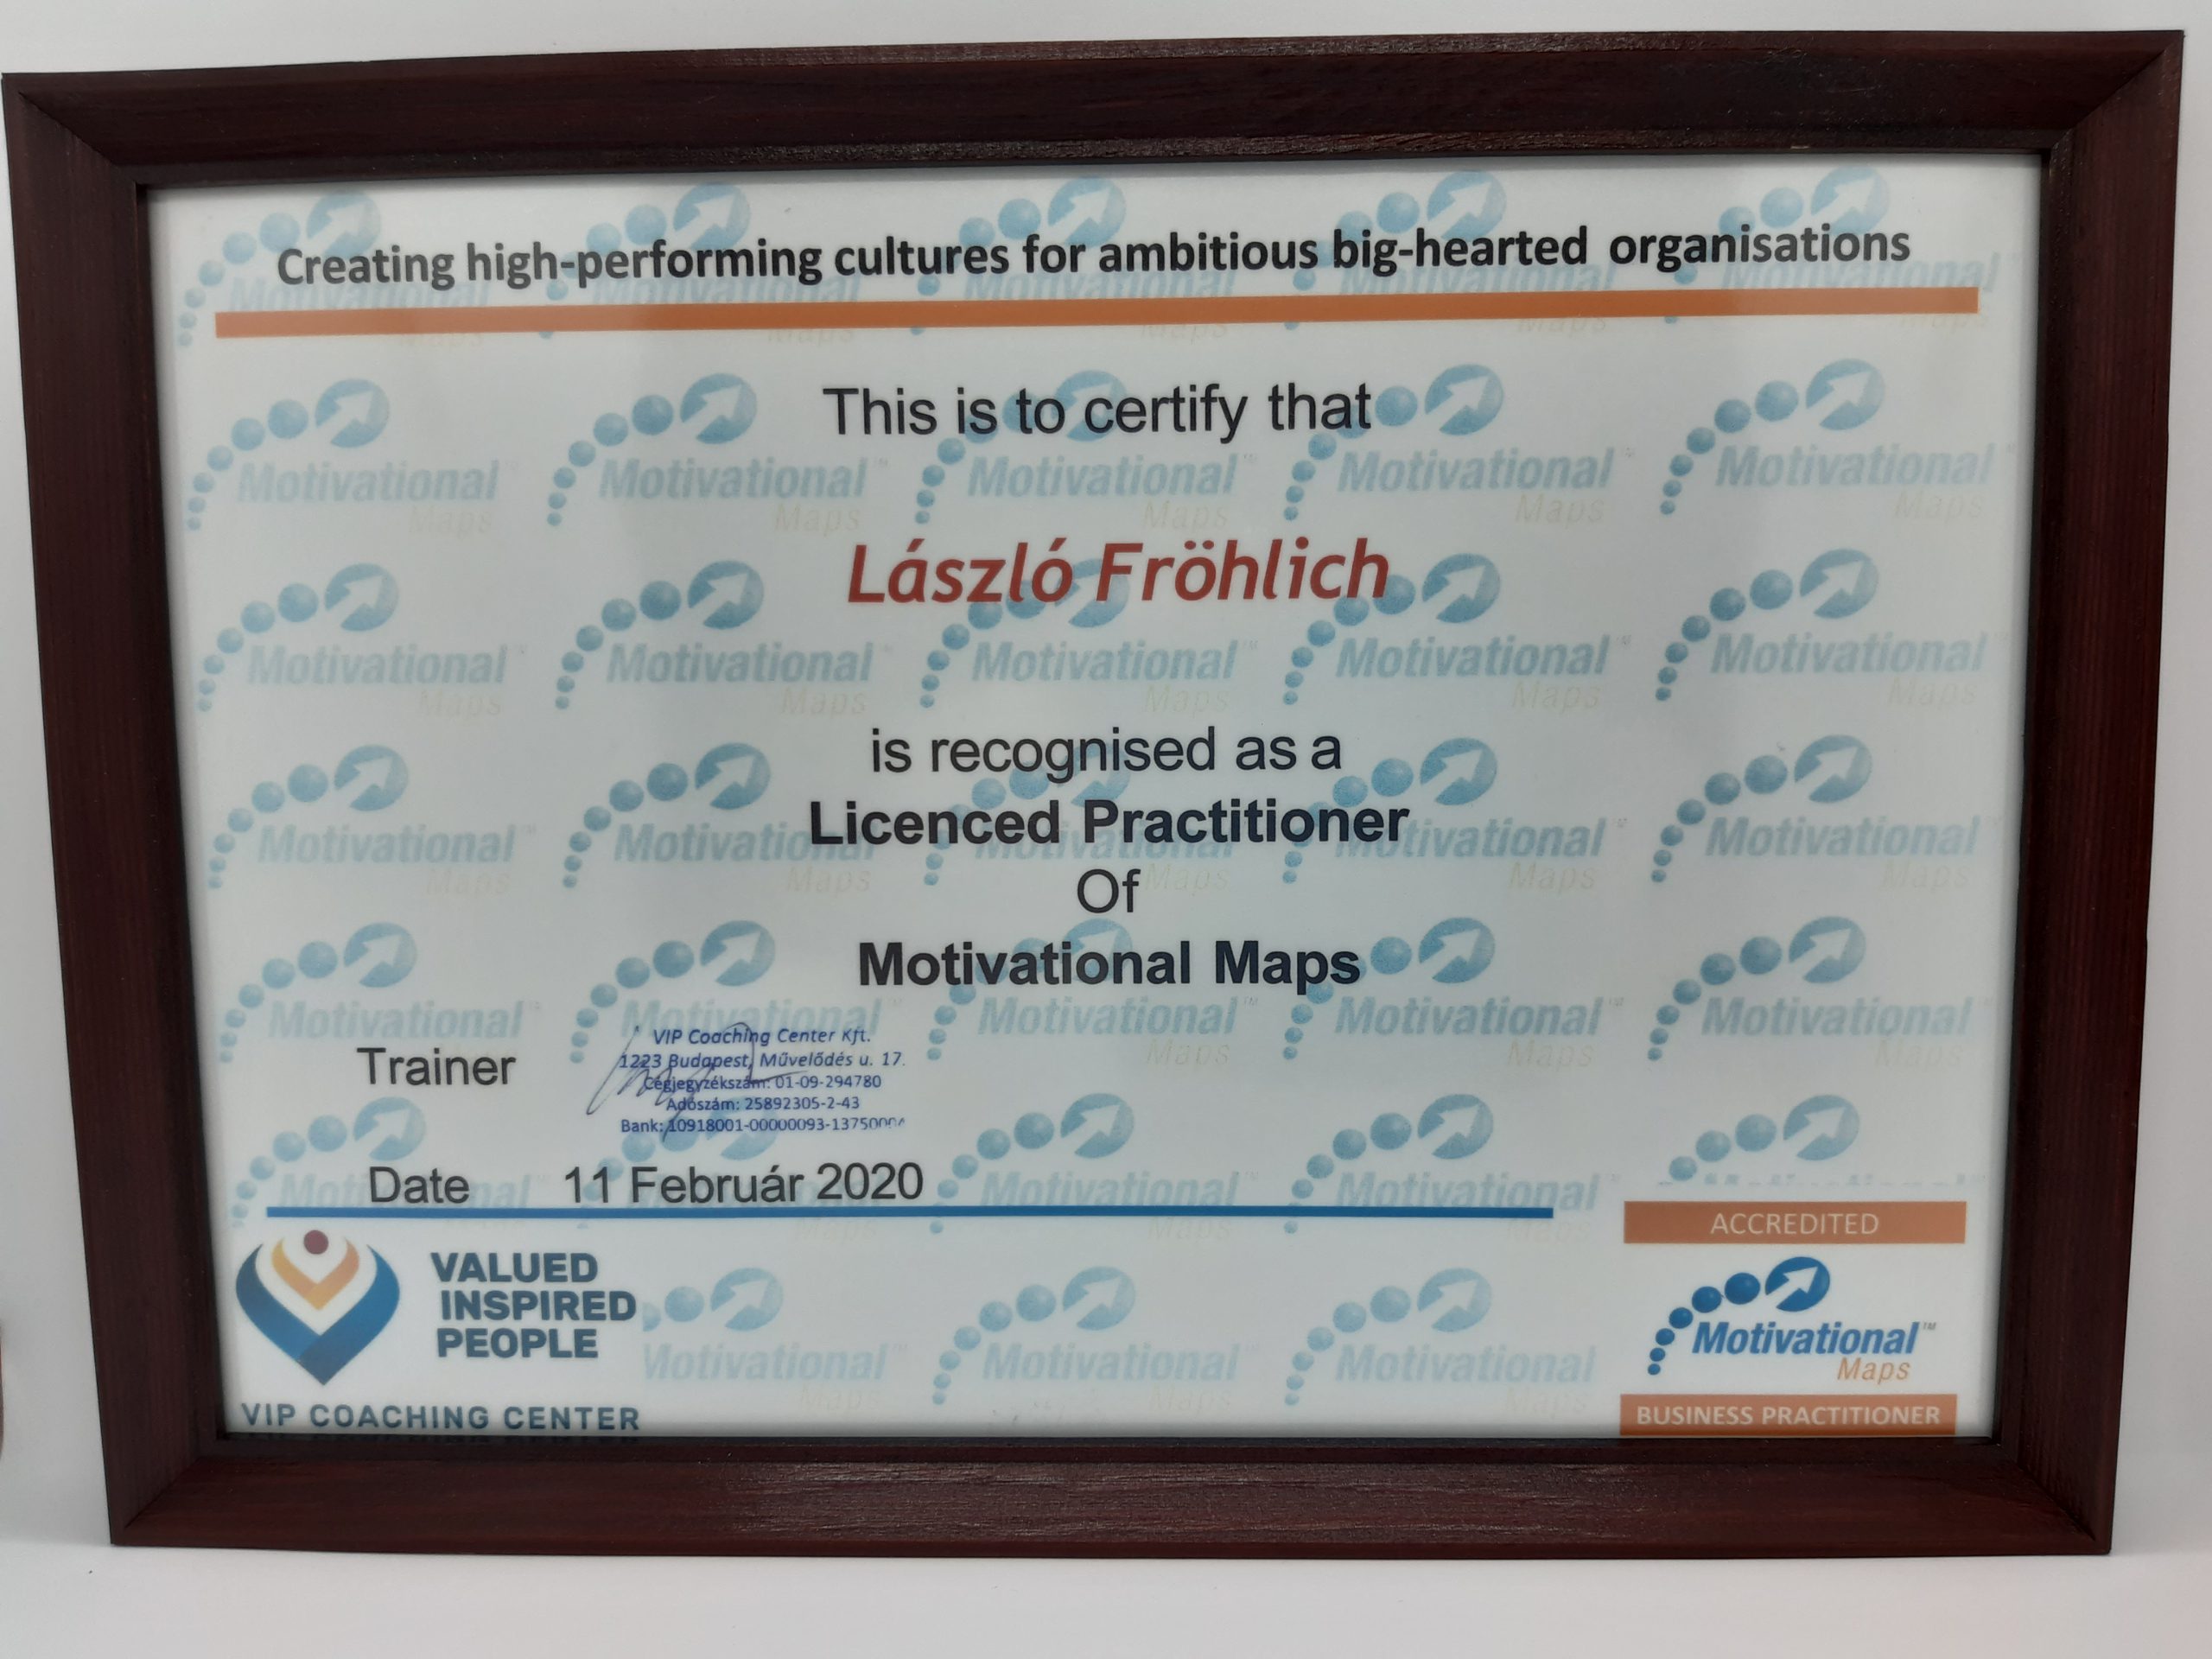 Creating high-performing cultures for ambitious big-hearted organisations
This is to certify that
László Fröhlich
is recognised as a
Licenced Practitioner
Of
Motivational Maps
Trainer
VIP Coaching Center Kft.
1223 Budapest, Művelődés u. 17.
Cégjegyzékszám: 01-09-294780
Adószám: 25892305-2-43
Bank:
Date 11 Február 2020
VALUED
INSPIRED
PEOPLE
VIP COACHING CENTER
ACCREDITED
Motivational™
Maps
BUSINESS PRACTITIONER